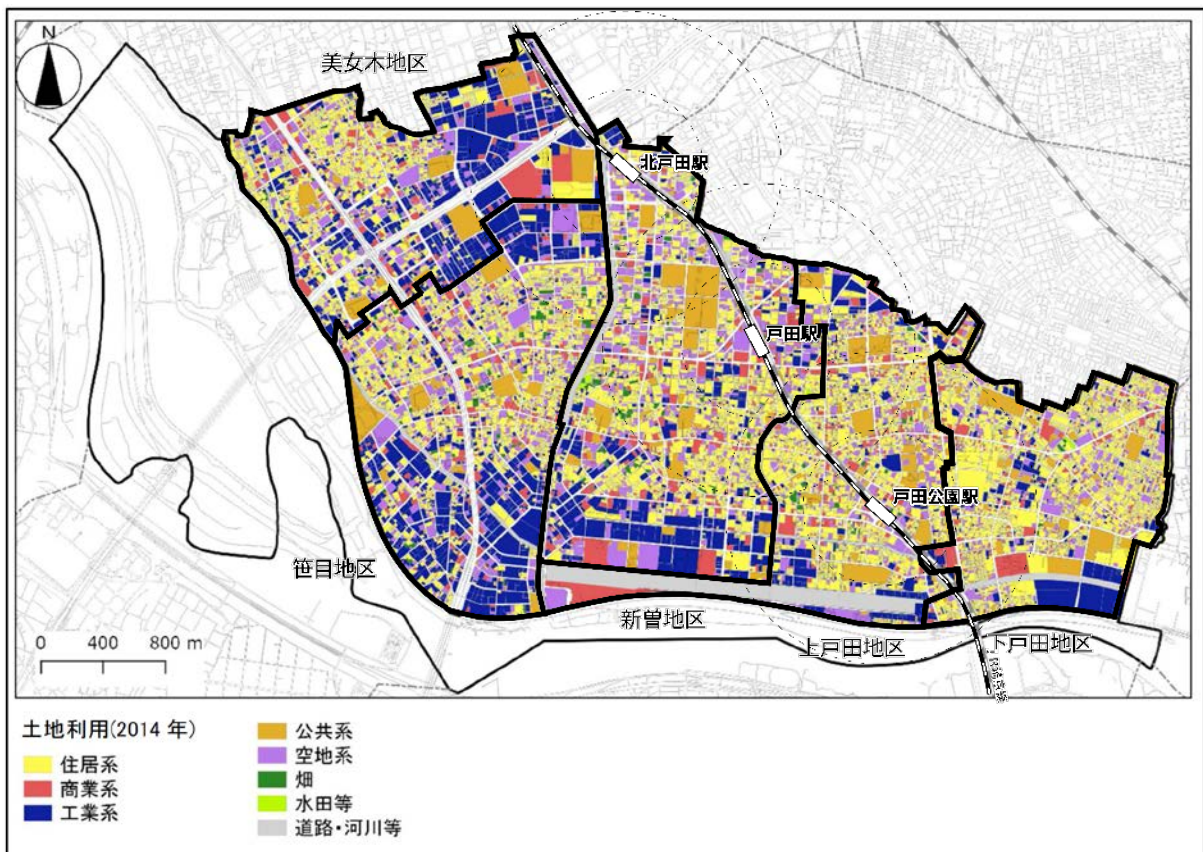 N
美女木地区
北戸田駅
戸田駅
戸田公園駅
笹目地区
新曽地区
上戸田地区
下戸田地区
0 400 800 m
土地利用(2014 年)
住居系
商業系
工業系
公共系
空地系
畑
水田等
道路・河川等